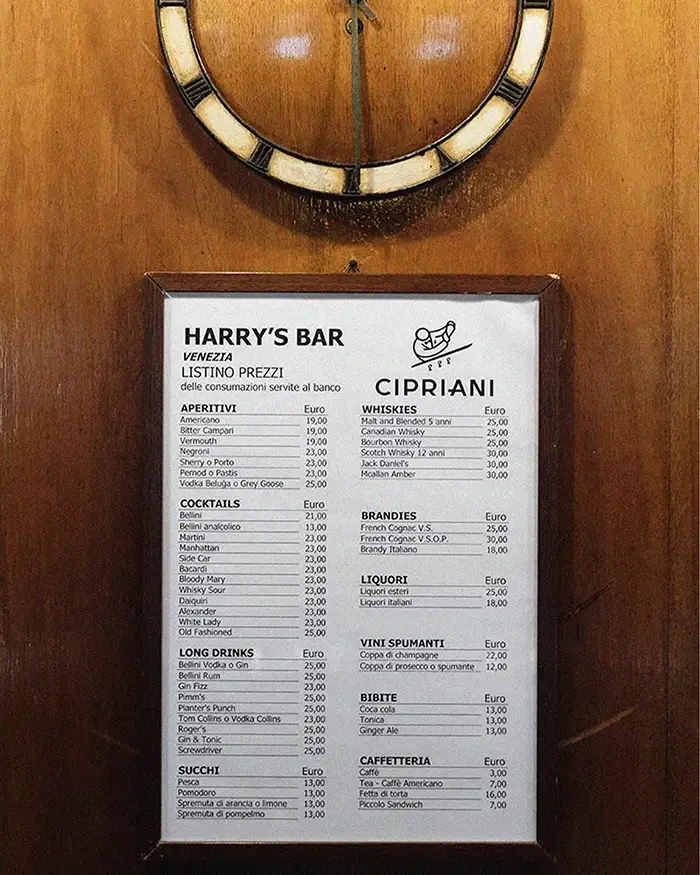 HARRY'S BAR
VENEZIA
LISTINO PREZZI
delle consumazioni servite al banco
CIPRIANI
APERITIVI Euro
Americano 19,00
Bitter Campari 19,00
Vermouth 19,00
Negroni 23,00
Sherry o Porto 23,00
Pernod o Pastis 23,00
Vodka Beluga o Grey Goose 25,00
COCKTAILS Euro
Bellini 21,00
Bellini analcolico 13,00
Martini 23,00
Manhattan 23,00
Side Car 23,00
Bacardi 23,00
Bloody Mary 23,00
Whisky Sour 23,00
Daiquiri 23,00
Alexander 23,00
White Lady 23,00
Old Fashioned 25,00
LONG DRINKS Euro
Bellini Vodka o Gin 25,00
Bellini Rum 25,00
Gin Fizz 23,00
Pimm's 25,00
Planter's Punch 25,00
Tom Collins o Vodka Collins 23,00
Roger's 25,00
Gin & Tonic 25,00
Screwdriver 25,00
SUCCHI Euro
Pesca 13,00
Pomodoro 13,00
Spremuta di arancia o limone 13,00
Spremuta di pompelmo 13,00
WHISKIES Euro
Malt and Blended 5 anni 25,00
Canadian Whisky 25,00
Bourbon Whisky 25,00
Scotch Whisky 12 anni 30,00
Jack Daniel's 30,00
Mcallan Amber 30,00
BRANDIES Euro
French Cognac V.S. 25,00
French Cognac V.S.O.P. 30,00
Brandy Italiano 18,00
LIQUORI Euro
Liquori esteri 25,00
Liquori italiani 18,00
VINI SPUMANTI Euro
Coppa di champagne 22,00
Coppa di prosecco o spumante 12,00
BIBITE Euro
Coca cola 13,00
Tonica 13,00
Ginger Ale 13,00
CAFFETTERIA Euro
Caffè 3,00
Tea - Caffè Americano 7,00
Fetta di torta 16,00
Piccolo Sandwich 7,00